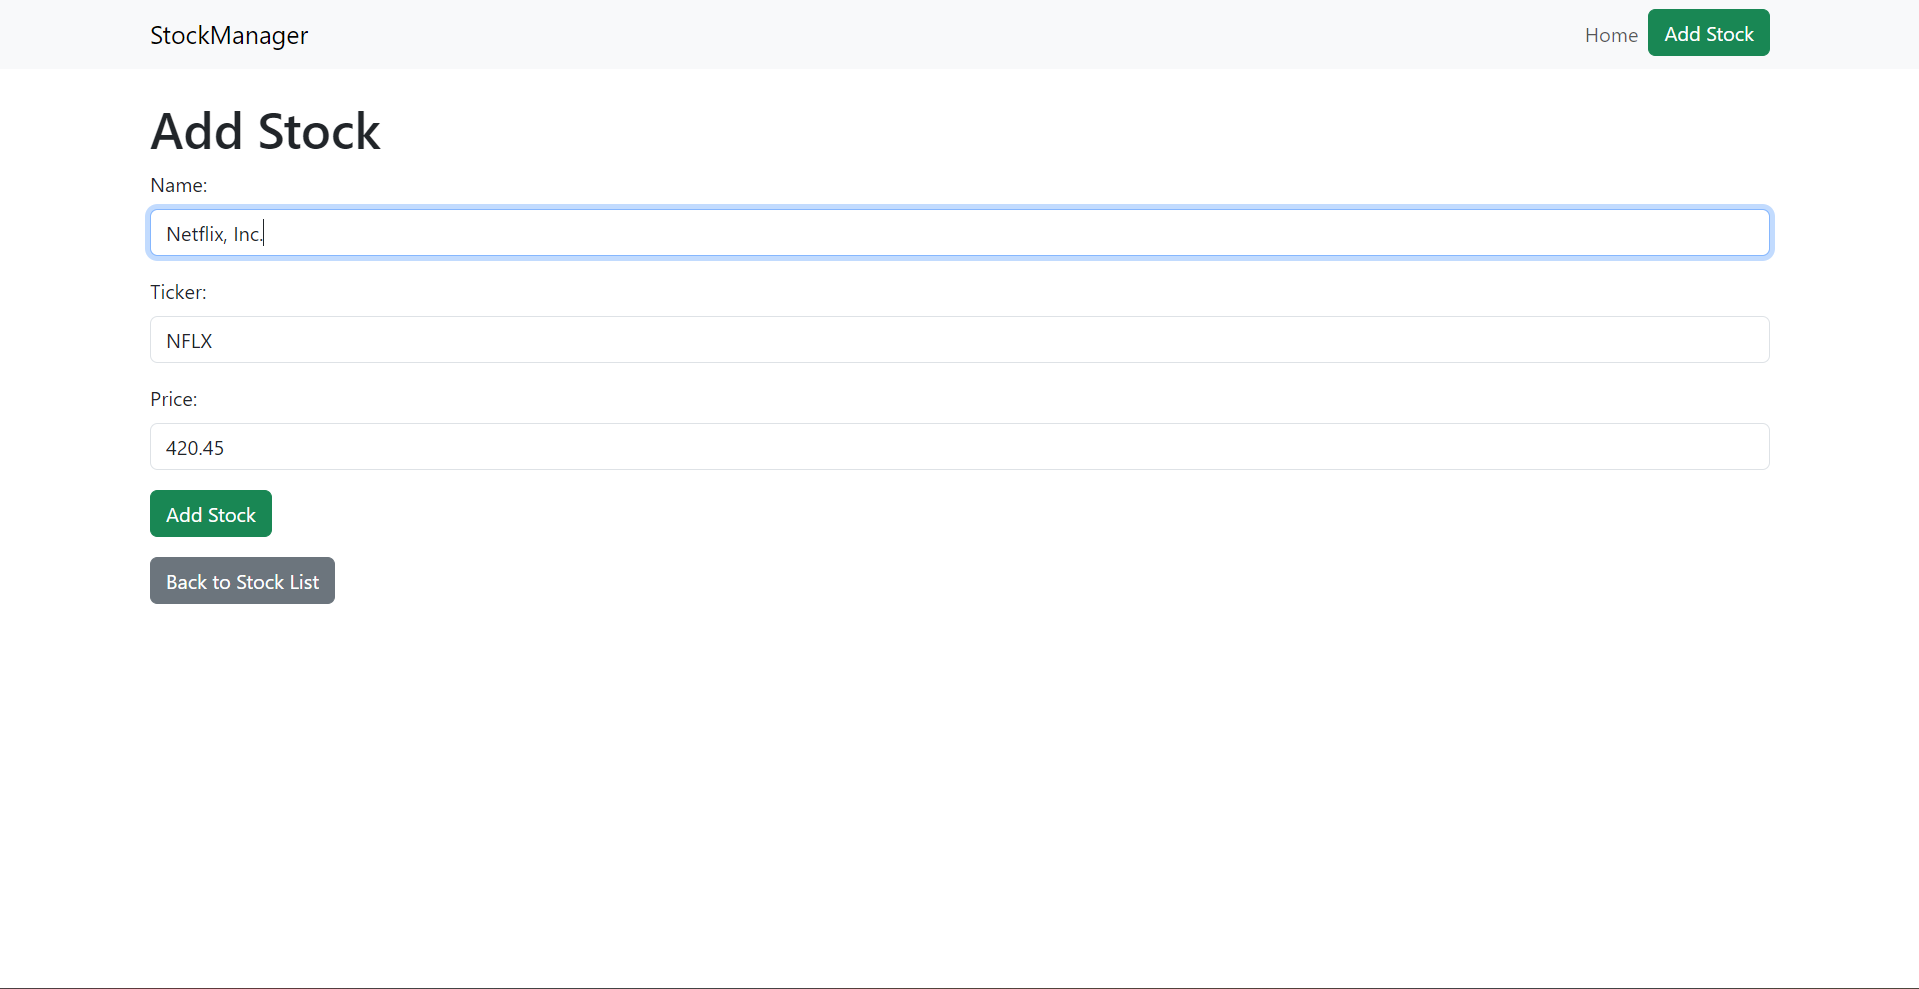 StockManager
Home
Add Stock
Add Stock
Name:
Netflix, Inc.
Ticker:
NFLX
Price:
420.45
Add Stock
Back to Stock List